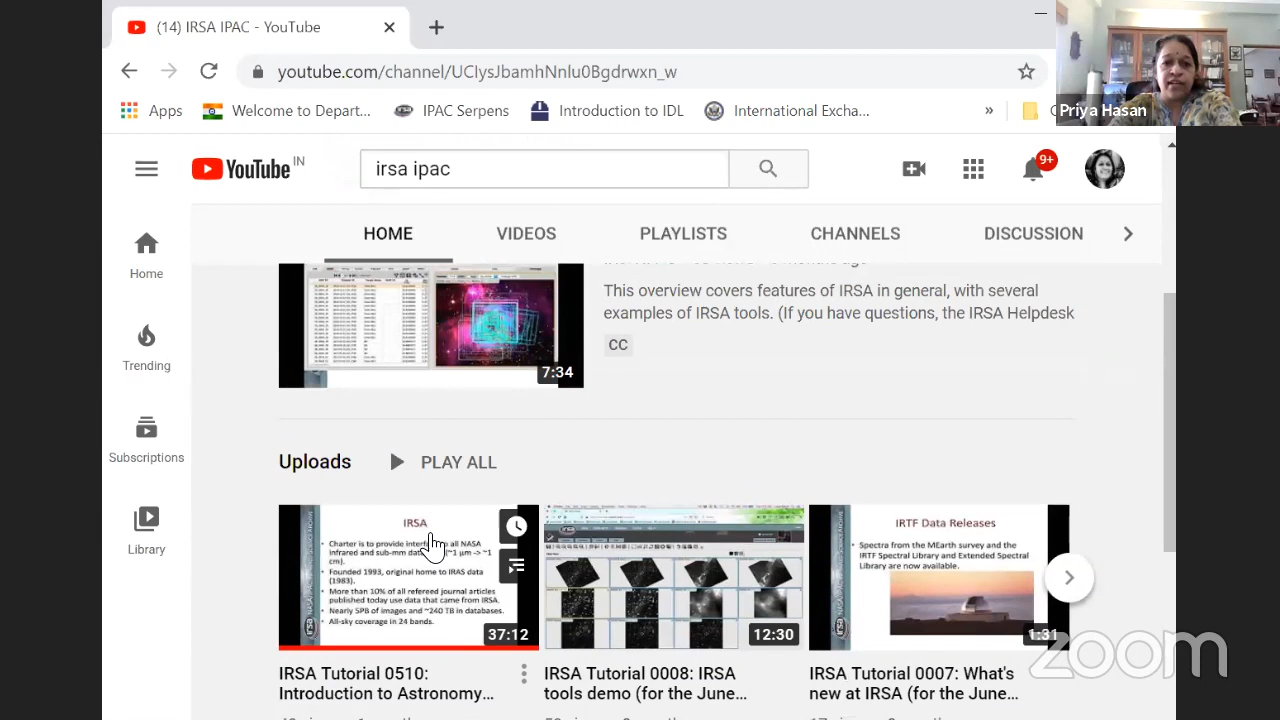 (14) IRSA IPAC - YouTube
youtube.com/channel/UClysJbamhNnlu0Bgdrwxn_w
Apps
Welcome to Depart...
IPAC Serpens
Introduction to IDL
International Excha...
»
Priya Hasan
YouTube IN
irsa ipac
9+
HOME
VIDEOS
PLAYLISTS
CHANNELS
DISCUSSION
Home
Trending
Subscriptions
Library
This overview covers
of IRSA in general, with several
examples of IRSA tools. (If you have questions, the IRSA Helpdesk
CC
7:34
Uploads
PLAY ALL
IRSA
• Charter is to provide
all NASA
infrared and sub-mm
cm).
• Founded 1993, original home to IRAS data
(1983).
• More than 10% of all refereed journal articles
published today use data that came from IRSA.
• Nearly 5PB of images and ~240 TB in databases.
• All-sky coverage in 24 bands.
37:12
IRSA Tutorial 0510:
Introduction to Astronomy...
12:30
IRSA Tutorial 0008: IRSA
tools demo (for the June...
IRTF Data Releases
• Spectra from the MEarth survey and the
IRTF Spectral Library and Extended Spectral
Library are now available.
1:31
IRSA Tutorial 0007: What's
new at IRSA (for the June...
zoom